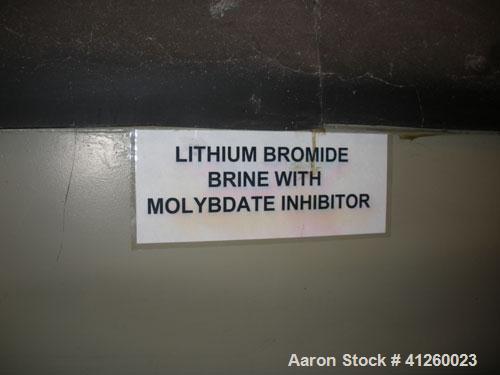 LITHIUM BROMIDE
BRINE WITH
MOLYBDATE INHIBITOR
Aaron Stock # 41260023